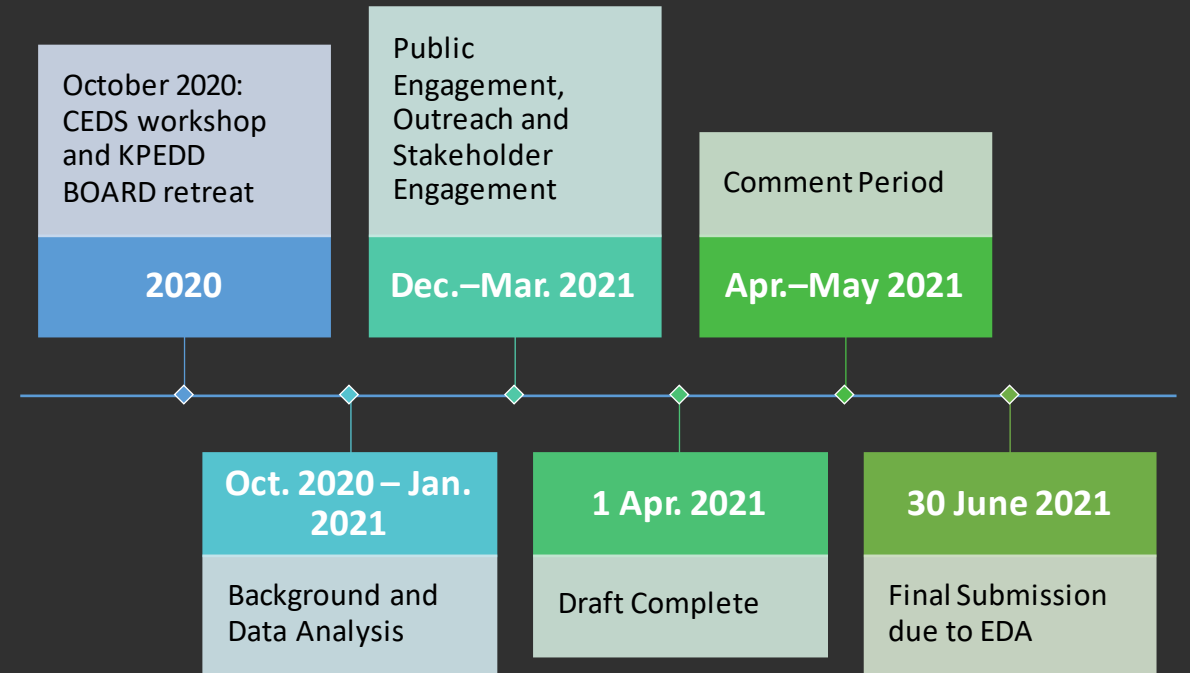 October 2020:
CEDS workshop
and KPEDD
BOARD retreat
2020
Oct. 2020 – Jan.
2021
Background and
Data Analysis
Public
Engagement,
Outreach and
Stakeholder
Engagement
Dec.–Mar. 2021
1 Apr. 2021
Draft Complete
Comment Period
Apr.–May 2021
30 June 2021
Final Submission
due to EDA